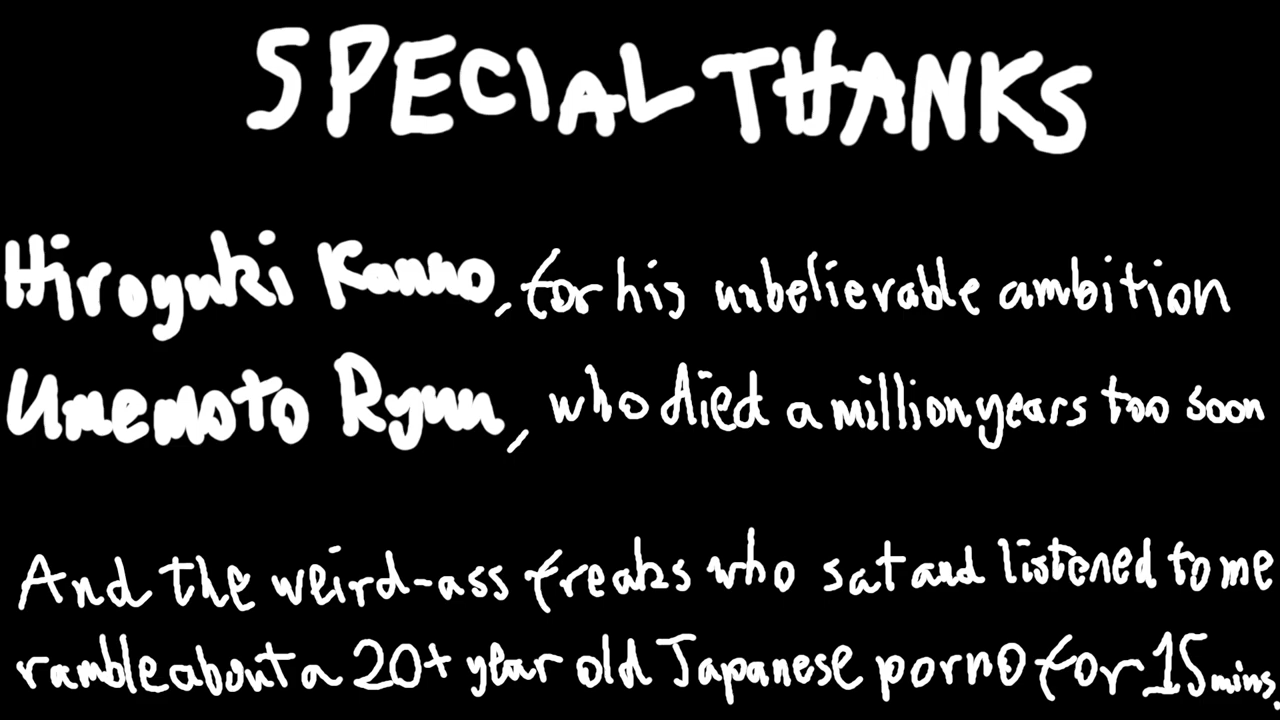 SPECIAL THANKS
Hiroyuki Kanno, for his unbelievable ambition
Umemoto Ryuu, who died a million years too soon
And the weird-ass freaks who sat and listened to me
ramble about a 20+ year old Japanese porno for 15 mins,